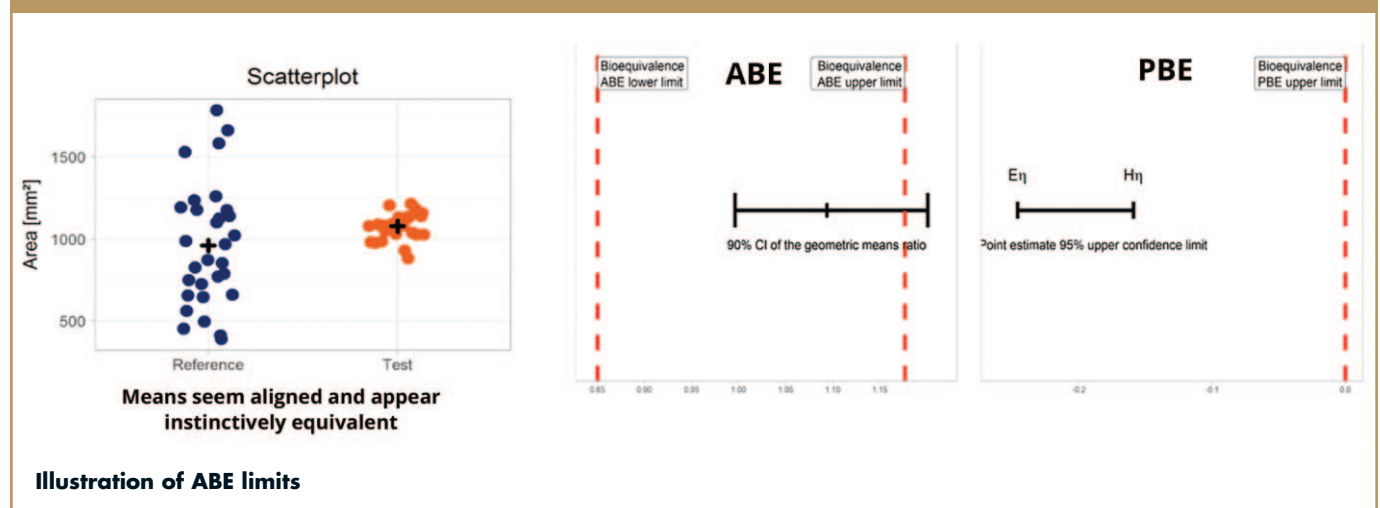 Scatterplot
Area [mm²]
1500
1000
500
Reference
Test
Means seem aligned and appear
instinctively equivalent
Bioequivalence
ABE lower limit
ABE
Bioequivalence
ABE upper limit
90% CI of the geometric means ratio
0.85
0.90
0.95
1.00
1.05
1.10
1.15
PBE
Bioequivalence
PBE upper limit
Eη
Hη
Point estimate 95% upper confidence limit
-0.2
-0.1
0.0
Illustration of ABE limits